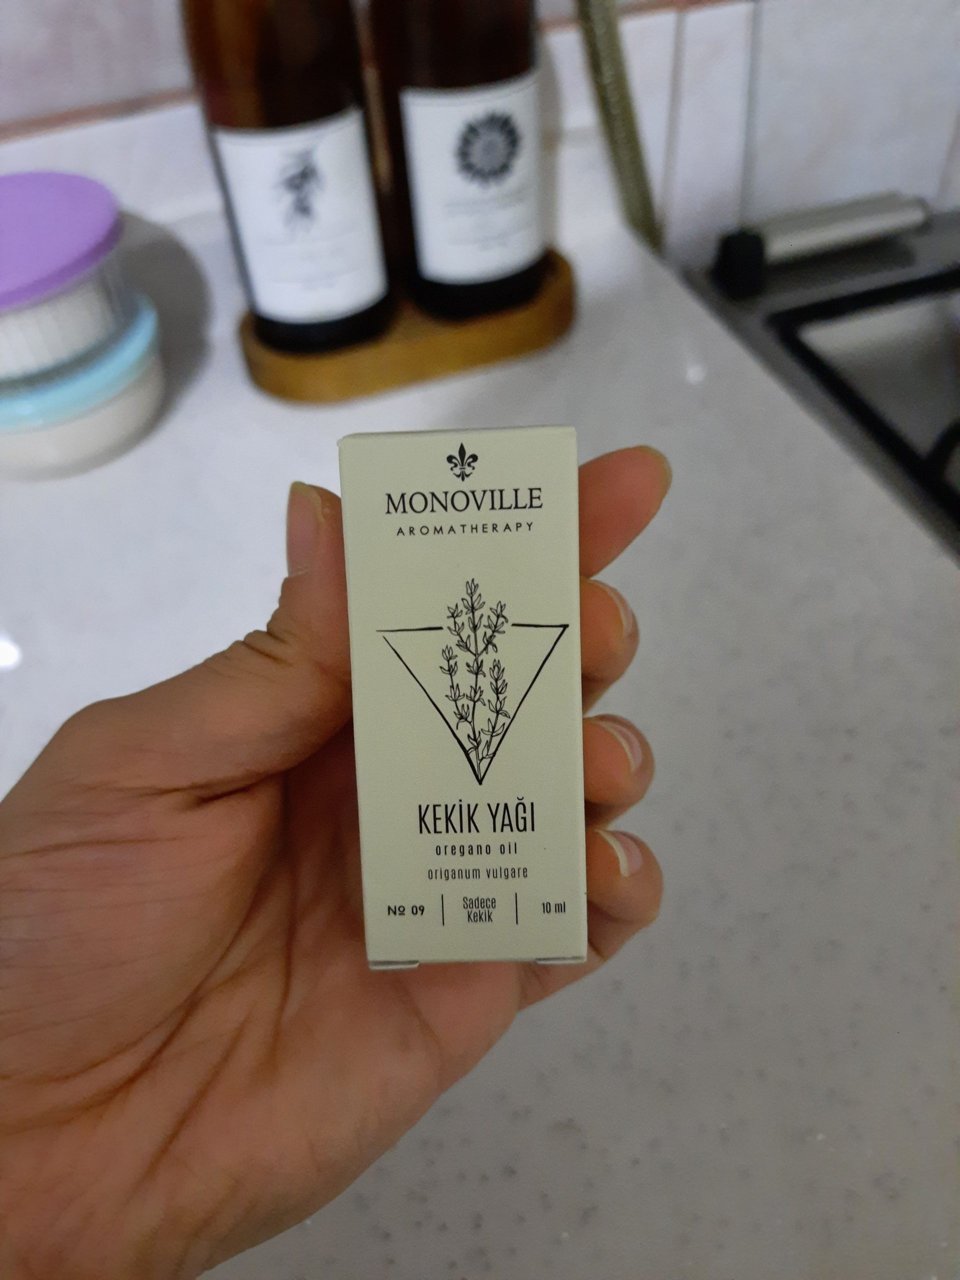 MONOVILLE
AROMATHERAPY
KEKİK YAĞI
oregano oil
origanum vulgare
№ 09
Sadece
Kekik
10 ml